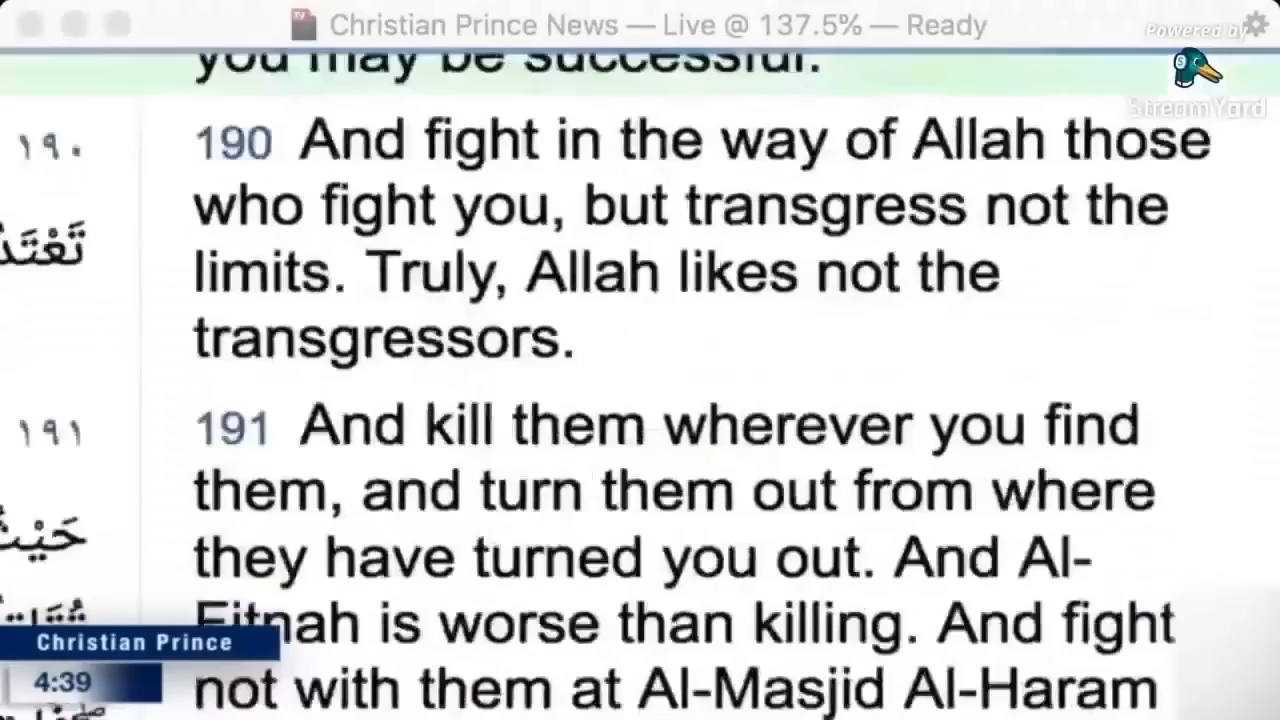 Christian Prince News — Live @ 137.5% — Ready
Powered by
StreamYard
you may be successful.
١٩٠
190 And fight in the way of Allah those
who fight you, but transgress not the
limits. Truly, Allah likes not the
transgressors.
١٩١
191 And kill them wherever you find
them, and turn them out from where
they have turned you out. And Al-
Fitnah is worse than killing. And fight
not with them at Al-Masjid Al-Haram
Christian Prince
4:39